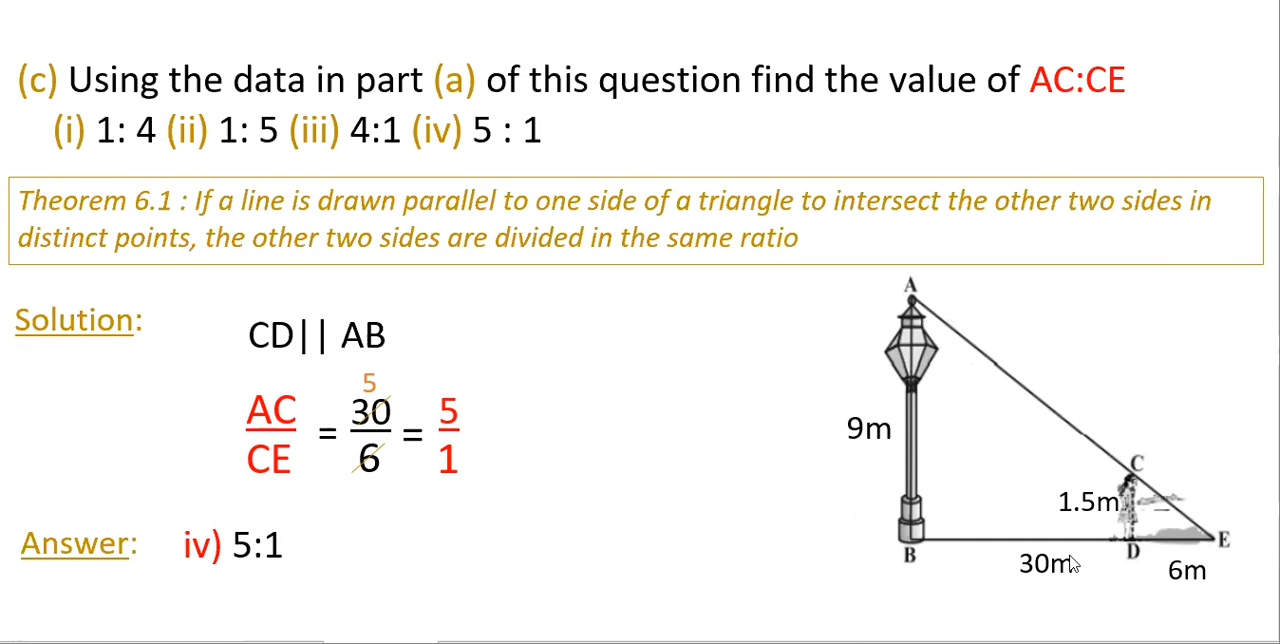 (c) Using the data in part (a) of this question find the value of AC:CE
(i) 1: 4 (ii) 1: 5 (iii) 4:1 (iv) 5 : 1
Theorem 6.1 : If a line is drawn parallel to one side of a triangle to intersect the other two sides in
distinct points, the other two sides are divided in the same ratio
Solution:
CD|| AB
5
AC = 30 = 5
CE 6 1
Answer: iv) 5:1
A
9m
C
1.5m
E
B
D
30m
6m